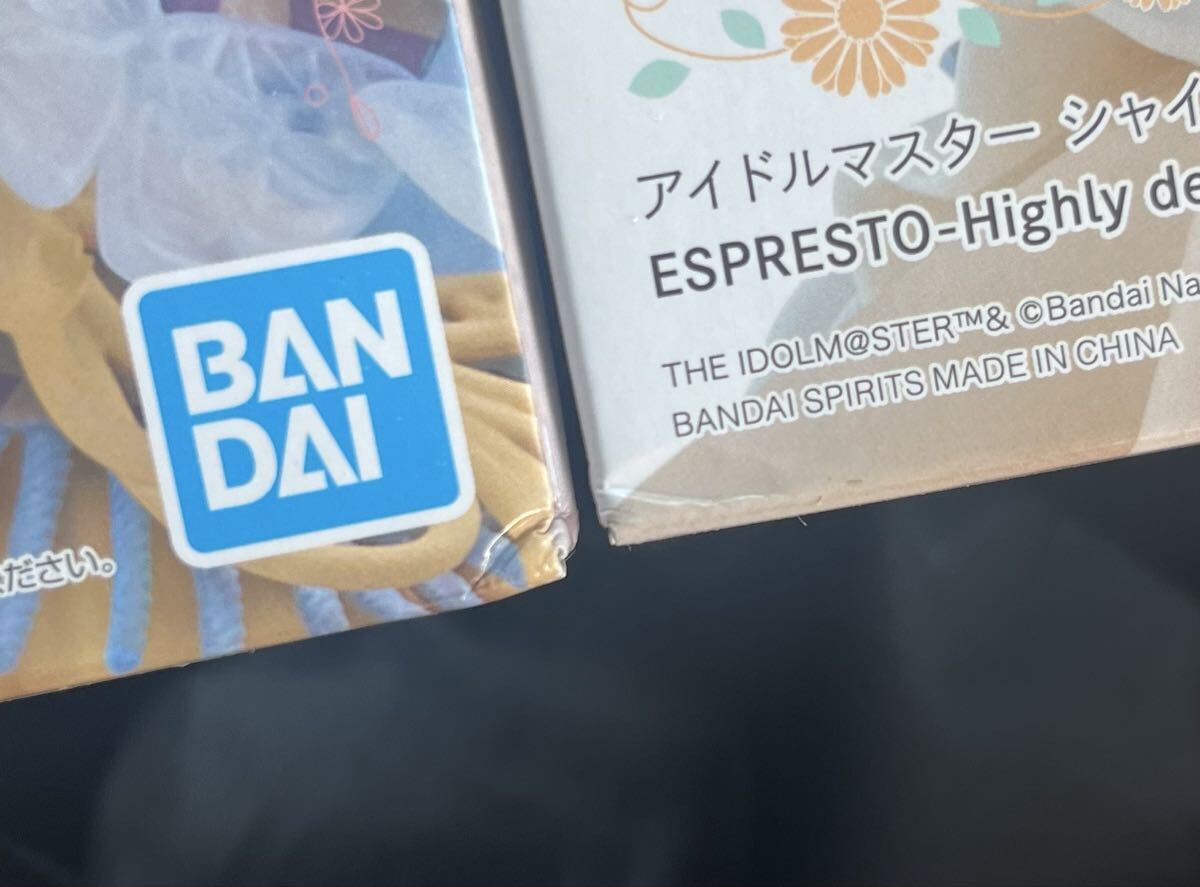 BAN
DAI
ください。
アイドルマスター シャイ
ESPRESTO-Highly de
THE IDOLM@STER™& ©Bandai Na
BANDAI SPIRITS MADE IN CHINA